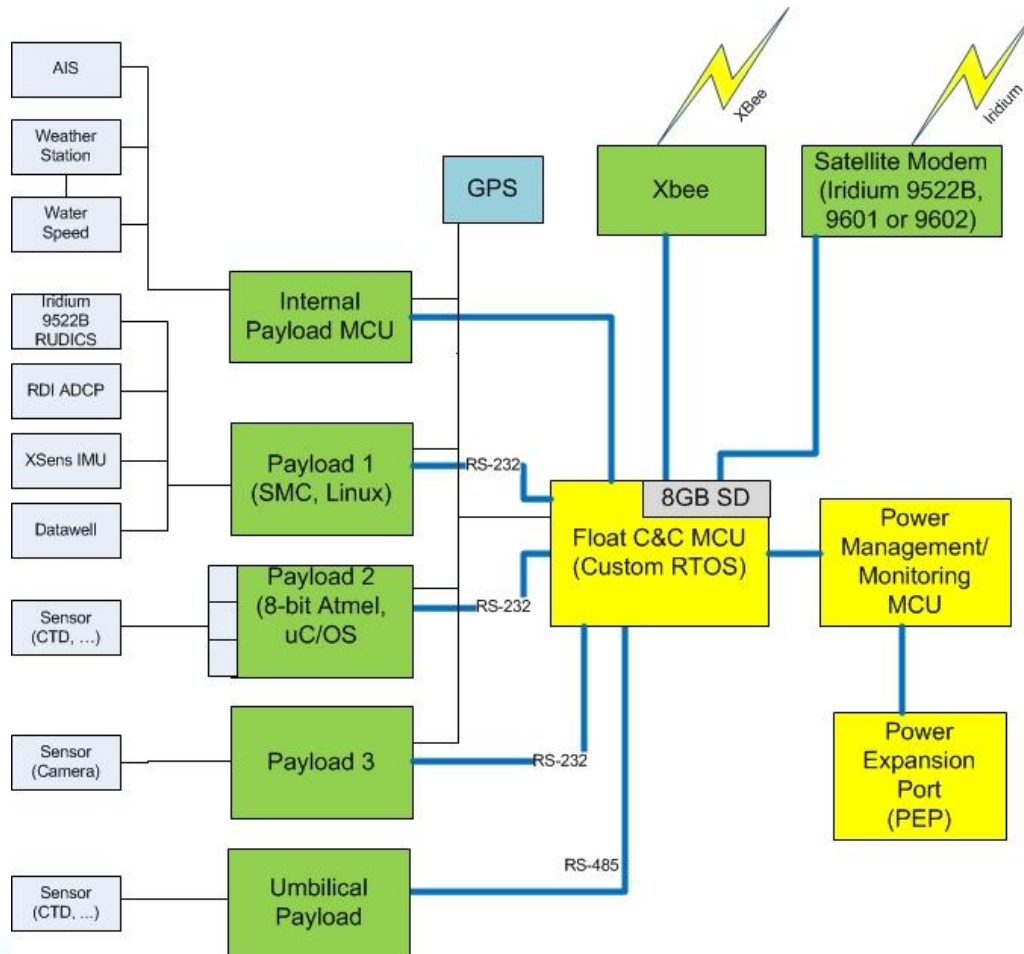 AIS
Weather
Station
Water
Speed
Iridium
9522B
RUDICS
RDI ADCP
XSens IMU
Datawell
Sensor
(CTD, ...)
Sensor
(Camera)
Sensor
(CTD, ...)
GPS
Internal
Payload MCU
Payload 1
(SMC, Linux)
Payload 2
(8-bit Atmel,
uC/OS
Payload 3
Umbilical
Payload
RS-232
RS-232
RS-232
RS-485
XBee
Xbee
Iridium
Satellite Modem
(Iridium 9522B,
9601 or 9602)
8GB SD
Float C&C MCU
(Custom RTOS)
Power
Management/
Monitoring
MCU
Power
Expansion
Port
(PEP)